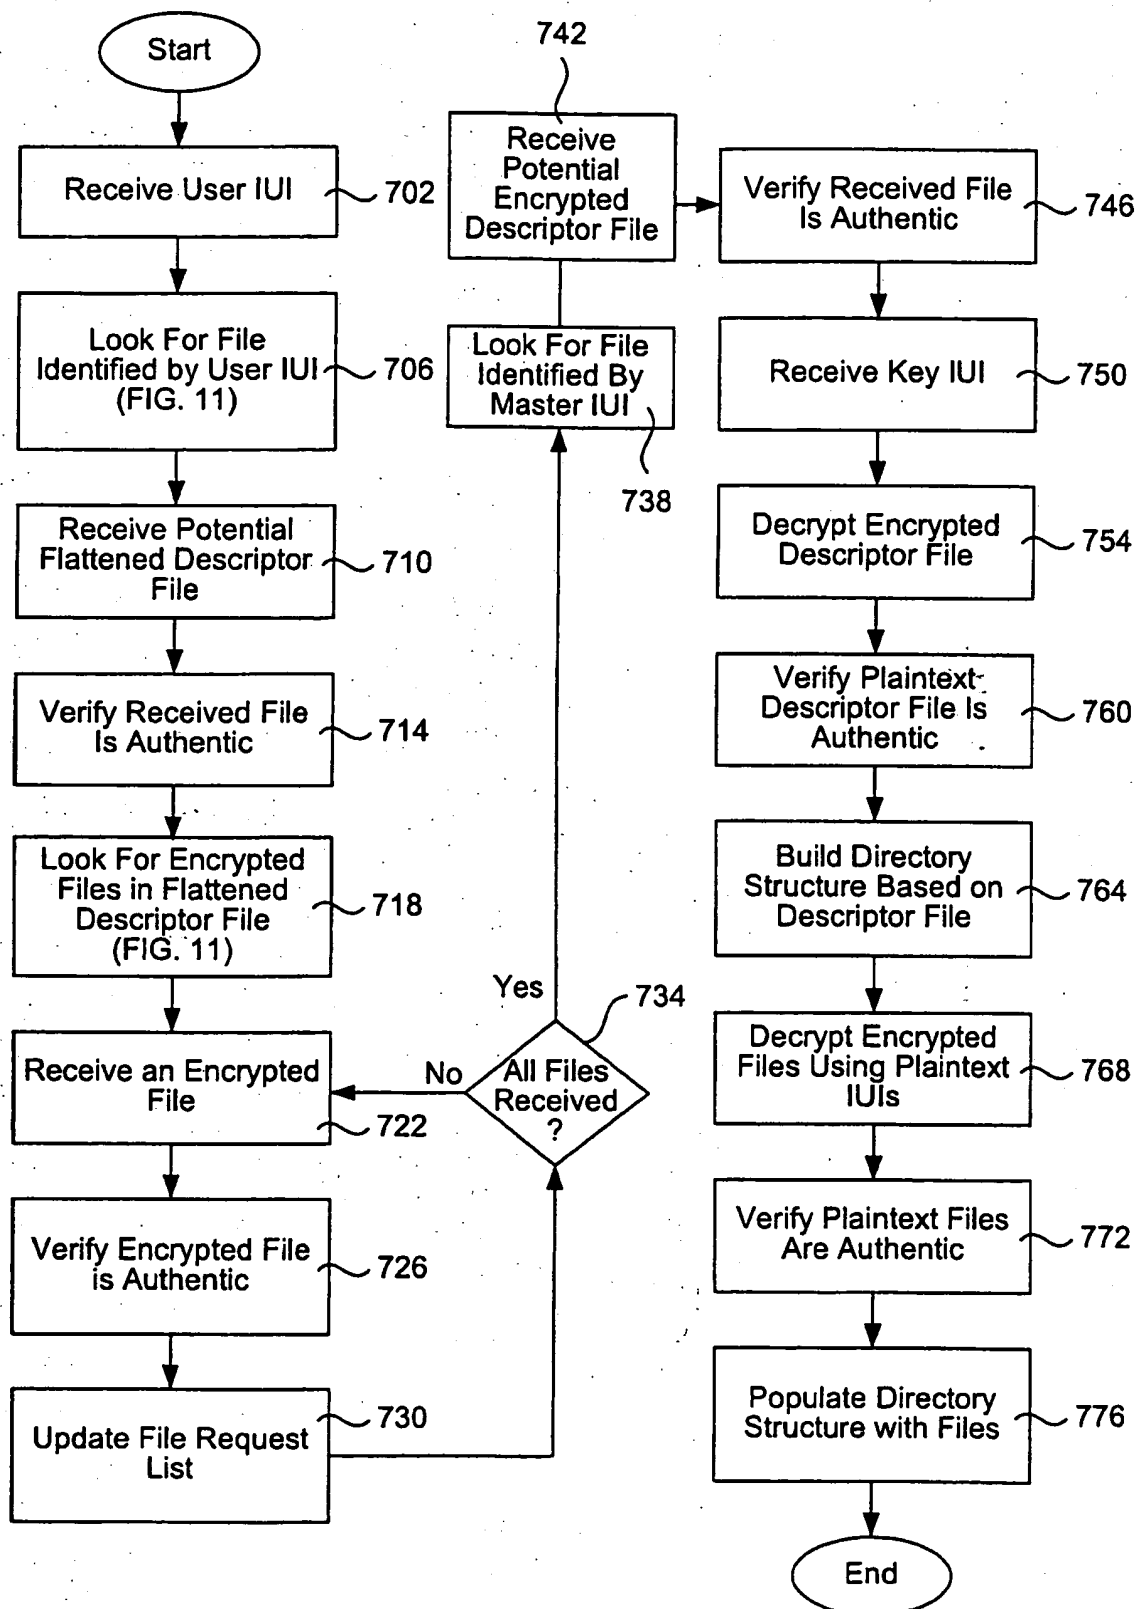 Start
Receive User IUI
702
Look For File
Identified by User IUI
(FIG. 11)
706
Receive Potential
Flattened Descriptor
File
710
Verify Received File
Is Authentic
714
Look For Encrypted
Files in Flattened
Descriptor File
(FIG. 11)
718
Receive an Encrypted
File
722
Verify Encrypted File
is Authentic
726
Update File Request
List
730
All Files
Received
?
734
No
Yes
Look For File
Identified By
Master IUI
738
Receive
Potential
Encrypted
Descriptor File
742
Verify Received File
Is Authentic
746
Receive Key IUI
750
Decrypt Encrypted
Descriptor File
754
Verify Plaintext
Descriptor File Is
Authentic
760
Build Directory
Structure Based on
Descriptor File
764
Decrypt Encrypted
Files Using Plaintext
IUIs
768
Verify Plaintext Files
Are Authentic
772
Populate Directory
Structure with Files
776
End